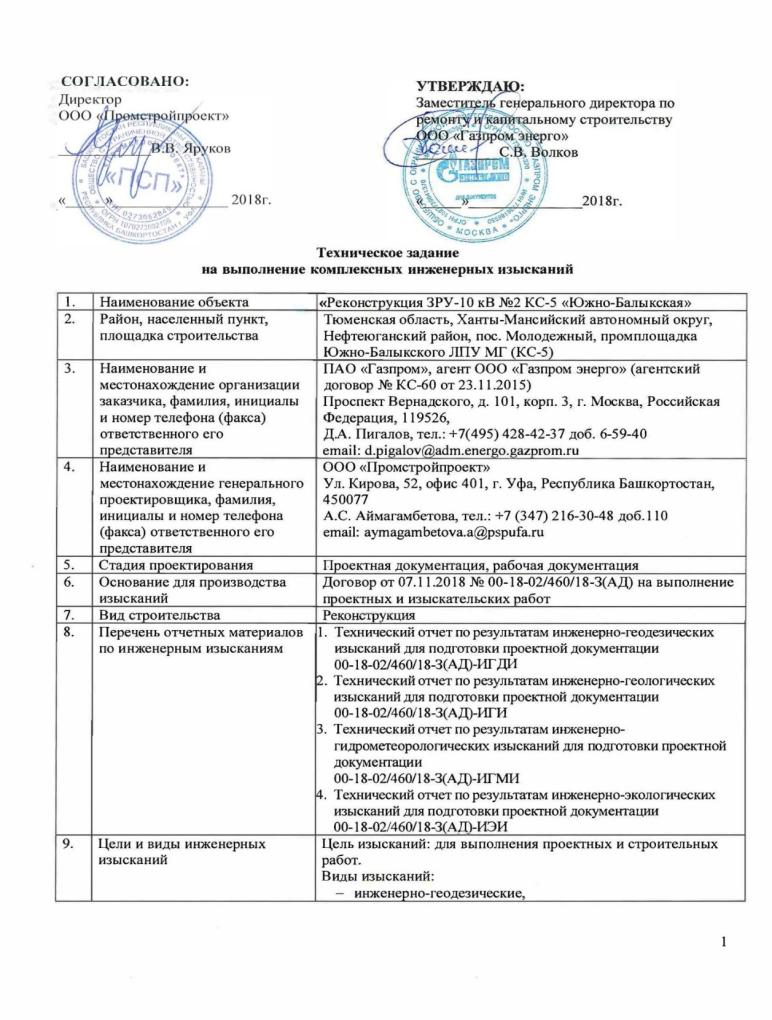 СОГЛАСОВАНО:
Директор
ООО «Промстройпроект»
В.В. Яруков
«ПСП»
«______»________________ 2018г.
УТВЕРЖДАЮ:
Заместитель генерального директора по
ремонту и капитальному строительству
ООО «Газпром энерго»
С.В. Волков
ГАЗПРОМ
ДЛЯ ДОКУМЕНТОВ
МОСКВА
«_____»________________2018г.
Техническое задание
на выполнение комплексных инженерных изысканий
1. Наименование объекта
«Реконструкция ЗРУ-10 кВ №2 КС-5 «Южно-Балыкская»
2. Район, населенный пункт,
площадка строительства
Тюменская область, Ханты-Мансийский автономный округ,
Нефтеюганский район, пос. Молодежный, промплощадка
Южно-Балыкского ЛПУ МГ (КС-5)
3. Наименование и
местонахождение организации
заказчика, фамилия, инициалы
и номер телефона (факса)
ответственного его
представителя
ПАО «Газпром», агент ООО «Газпром энерго» (агентский
договор № КС-60 от 23.11.2015)
Проспект Вернадского, д. 101, корп. 3, г. Москва, Российская
Федерация, 119526,
Д.А. Пигалов, тел.: +7(495) 428-42-37 доб. 6-59-40
email: d.pigalov@adm.energo.gazprom.ru
4. Наименование и
местонахождение генерального
проектировщика, фамилия,
инициалы и номер телефона
(факса) ответственного его
представителя
ООО «Промстройпроект»
Ул. Кирова, 52, офис 401, г. Уфа, Республика Башкортостан,
450077
А.С. Аймагамбетова, тел.: +7 (347) 216-30-48 доб.110
email: aymagambetova.a@pspufa.ru
5. Стадия проектирования
Проектная документация, рабочая документация
6. Основание для производства
изысканий
Договор от 07.11.2018 № 00-18-02/460/18-З(АД) на выполнение
проектных и изыскательских работ
7. Вид строительства
Реконструкция
8. Перечень отчетных материалов
по инженерным изысканиям
1. Технический отчет по результатам инженерно-геодезических
изысканий для подготовки проектной документации
00-18-02/460/18-З(АД)-ИГДИ
2. Технический отчет по результатам инженерно-геологических
изысканий для подготовки проектной документации
00-18-02/460/18-З(АД)-ИГИ
3. Технический отчет по результатам инженерно-
гидрометеорологических изысканий для подготовки проектной
документации
00-18-02/460/18-З(АД)-ИГМИ
4. Технический отчет по результатам инженерно-экологических
изысканий для подготовки проектной документации
00-18-02/460/18-З(АД)-ИЭИ
9. Цели и виды инженерных
изысканий
Цель изысканий: для выполнения проектных и строительных
работ.
Виды изысканий:
– инженерно-геодезические,
1